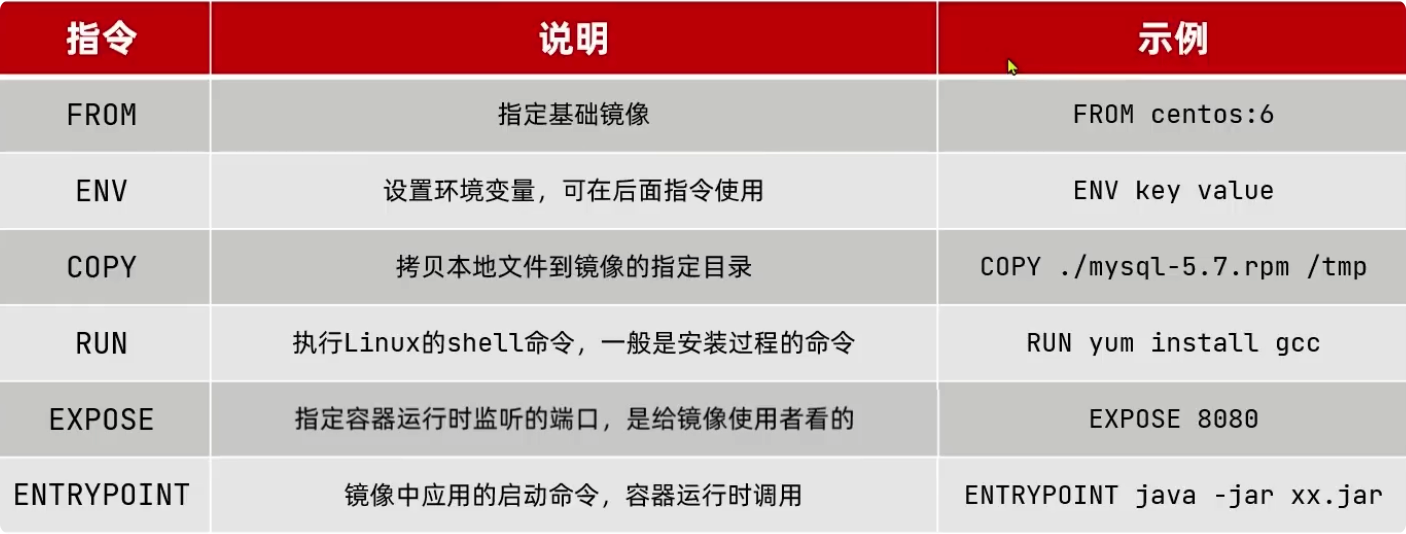 指令 说明 示例
FROM 指定基础镜像 FROM centos:6
ENV 设置环境变量，可在后面指令使用 ENV key value
COPY 拷贝本地文件到镜像的指定目录 COPY ./mysql-5.7.rpm /tmp
RUN 执行Linux的shell命令，一般是安装过程的命令 RUN yum install gcc
EXPOSE 指定容器运行时监听的端口，是给镜像使用者看的 EXPOSE 8080
ENTRYPOINT 镜像中应用的启动命令，容器运行时调用 ENTRYPOINT java -jar xx.jar